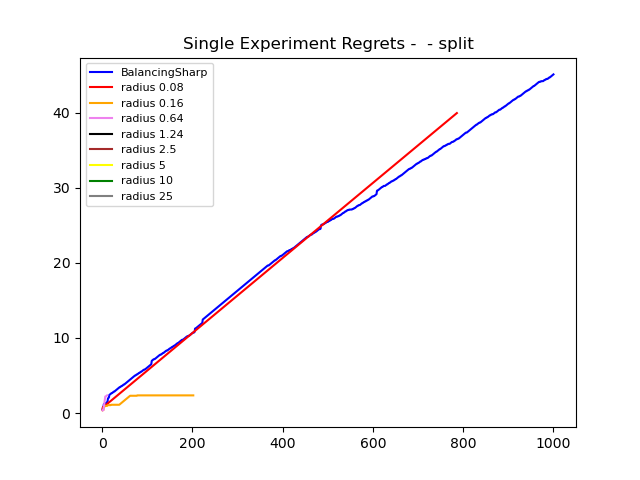 Single Experiment Regrets -  - split
BalancingSharp
radius 0.08
radius 0.16
radius 0.64
radius 1.24
radius 2.5
radius 5
radius 10
radius 25
40
30
20
10
0
0 200 400 600 800 1000